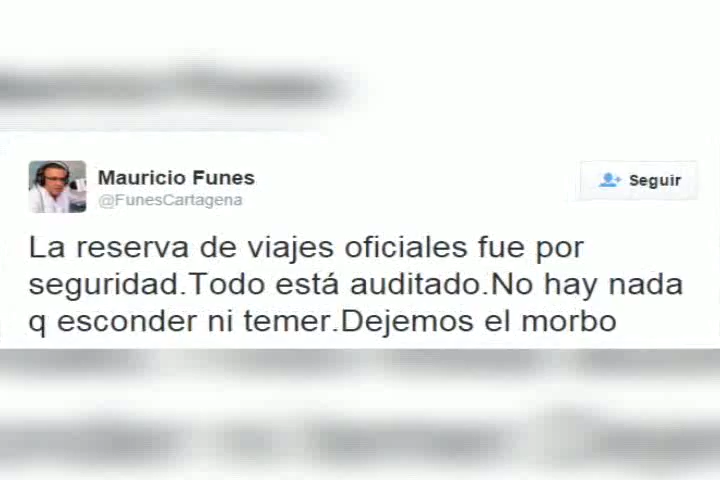 Mauricio Funes
@FunesCartagena
Seguir
La reserva de viajes oficiales fue por
seguridad.Todo está auditado.No hay nada
q esconder ni temer.Dejemos el morbo